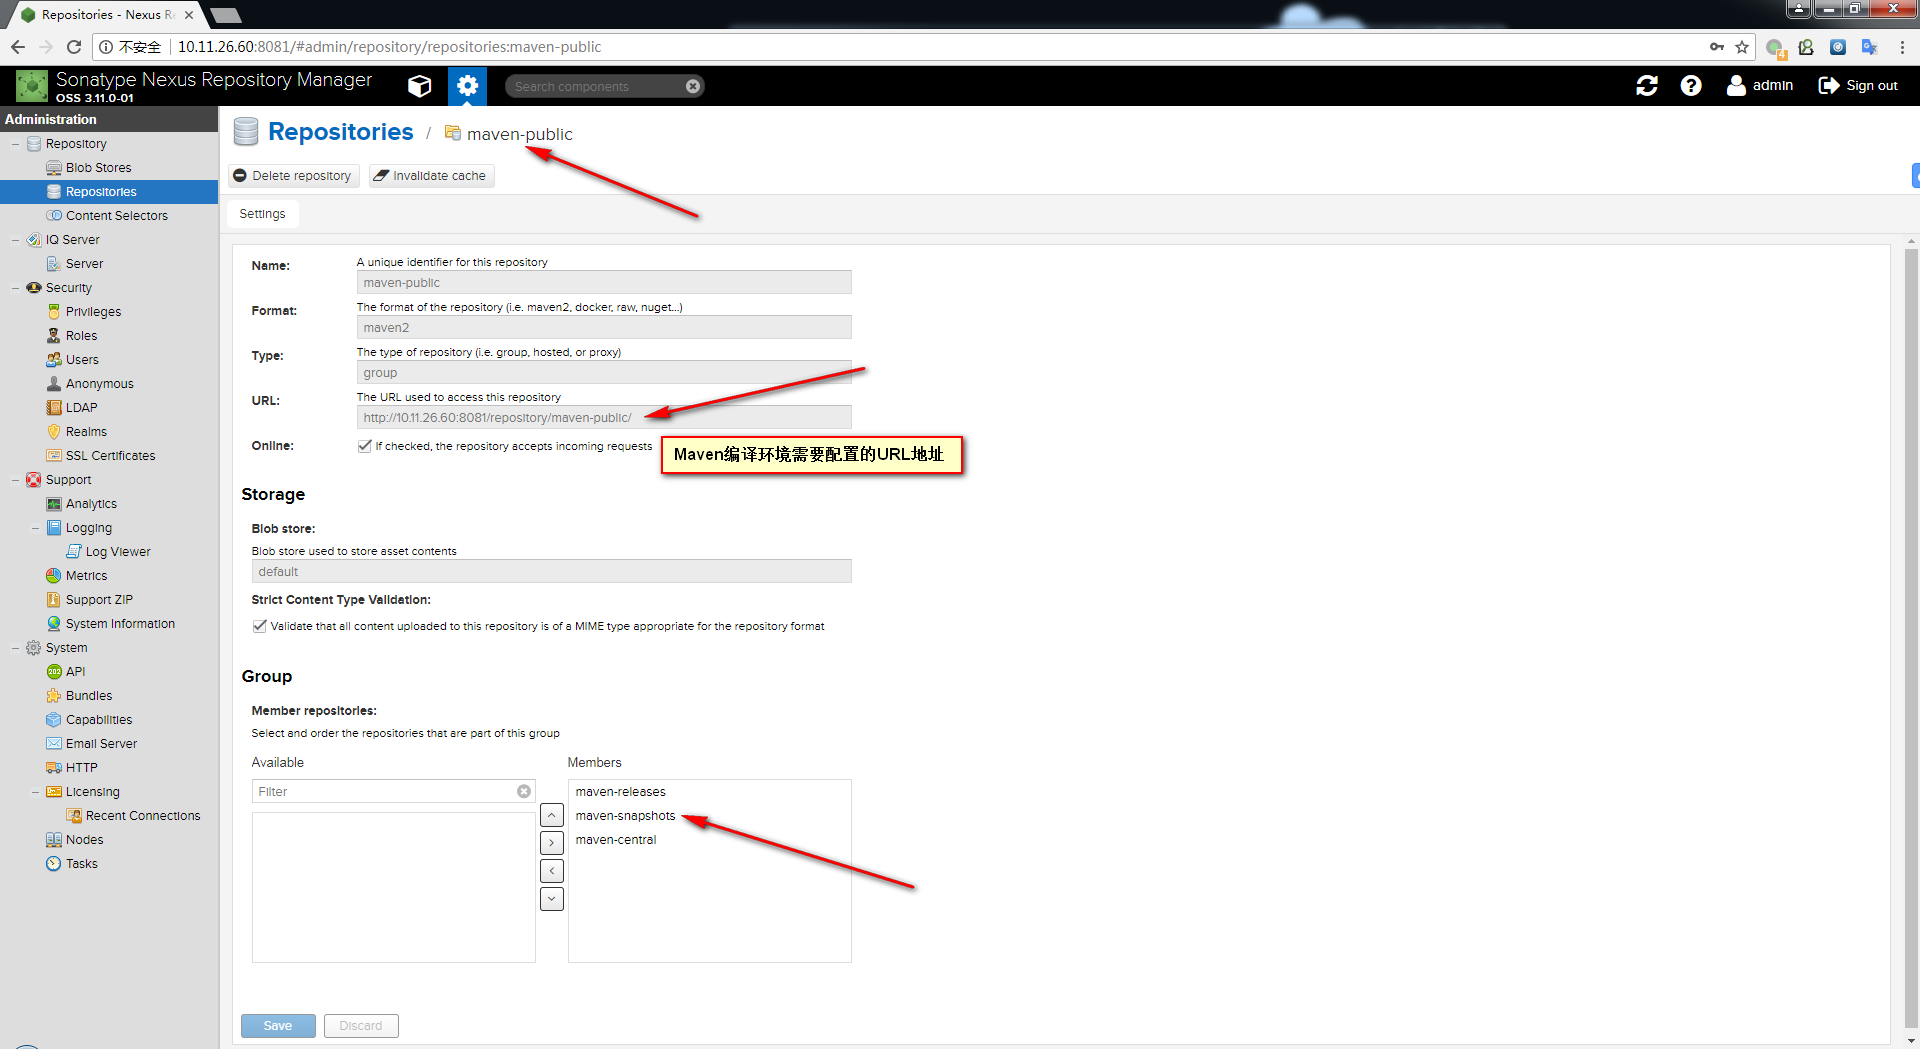 Repositories - Nexus Re
不安全 10.11.26.60:8081/#admin/repository/repositories:maven-public
4
Sonatype Nexus Repository Manager
OSS 3.11.0-01
Search components
admin
Sign out
Administration
Repository
Blob Stores
Repositories
Content Selectors
IQ Server
Server
Security
Privileges
Roles
Users
Anonymous
LDAP
Realms
SSL Certificates
Support
Analytics
Logging
Log Viewer
Metrics
Support ZIP
System Information
System
API
Bundles
Capabilities
Email Server
HTTP
Licensing
Recent Connections
Nodes
Tasks
Repositories / maven-public
Delete repository
Invalidate cache
Settings
Name: A unique identifier for this repository
maven-public
Format: The format of the repository (i.e. maven2, docker, raw, nuget...)
maven2
Type: The type of repository (i.e. group, hosted, or proxy)
group
URL: The URL used to access this repository
http://10.11.26.60:8081/repository/maven-public/
Online: If checked, the repository accepts incoming requests
Maven编译环境需要配置的URL地址
Storage
Blob store:
Blob store used to store asset contents
default
Strict Content Type Validation:
Validate that all content uploaded to this repository is of a MIME type appropriate for the repository format
Group
Member repositories:
Select and order the repositories that are part of this group
Available
Members
Filter
maven-releases
maven-snapshots
maven-central
Save
Discard